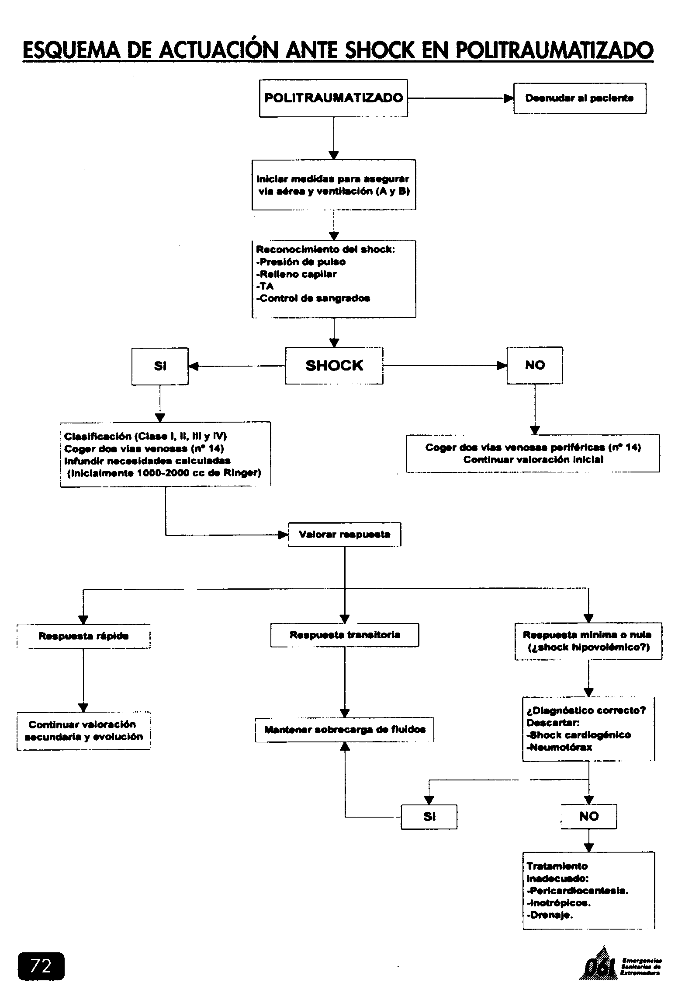 ESQUEMA DE ACTUACIÓN ANTE SHOCK EN POLITRAUMATIZADO
POLITRAUMATIZADO
Desnudar al paciente
Iniciar medidas para asegurar
vía aérea y ventilación (A y B)
Reconocimiento del shock:
-Presión de pulso
-Relleno capilar
-TA
-Control de sangrados
SI
SHOCK
NO
Clasificación (Clase I, II, III y IV)
Coger dos vías venosas (nº 14)
Infundir necesidades calculadas
(Inicialmente 1000-2000 cc de Ringer)
Coger dos vías venosas periféricas (nº 14)
Continuar valoración inicial
Valorar respuesta
Respuesta rápida
Respuesta transitoria
Respuesta mínima o nula
(¿shock hipovolémico?)
Continuar valoración
secundaria y evolución
Mantener sobrecarga de fluidos
¿Diagnóstico correcto?
Descartar:
-Shock cardiogénico
-Neumotórax
SI
NO
Tratamiento
inadecuado:
-Pericardiocentesis.
-Inotrópicos.
-Drenaje.
72
061
Emergencias
Sanitarias de
Extremadura